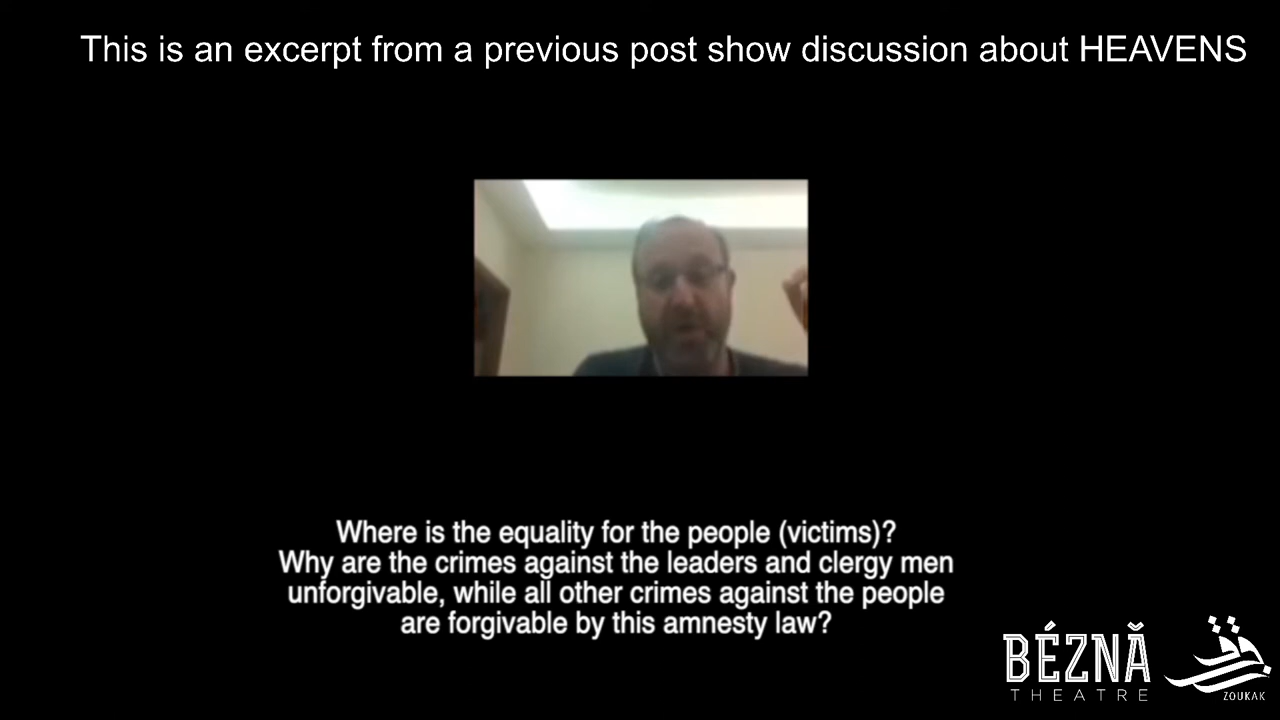 This is an excerpt from a previous post show discussion about HEAVENS
Where is the equality for the people (victims)?
Why are the crimes against the leaders and clergy men
unforgivable, while all other crimes against the people
are forgivable by this amnesty law?
BÉZNĂ
THEATRE
ZOUKAK